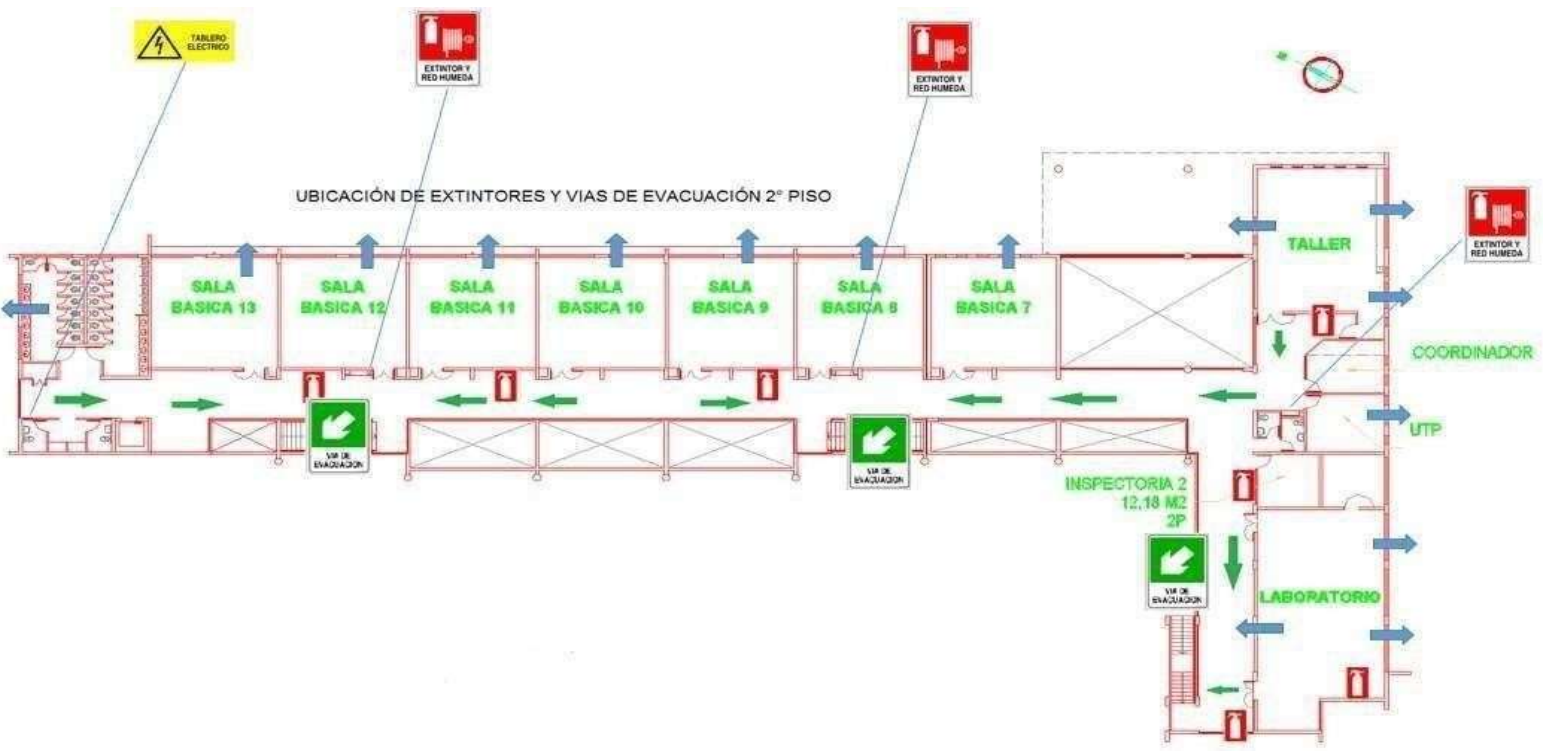 TABLERO
ELECTRICO
EXTINTOR Y
RED HUMEDA
EXTINTOR Y
RED HUMEDA
UBICACIÓN DE EXTINTORES Y VIAS DE EVACUACIÓN 2° PISO
EXTINTOR Y
RED HUMEDA
TALLER
SALA
BASICA 13
SALA
BASICA 12
SALA
BASICA 11
SALA
BASICA 10
SALA
BASICA 9
SALA
BASICA 6
SALA
BASICA 7
COORDINADOR
UTP
VIA DE
EVACUACION
VIA DE
EVACUACION
INSPECTORIA 2
12,18 M2
2P
VIA DE
EVACUACION
LABORATORIO